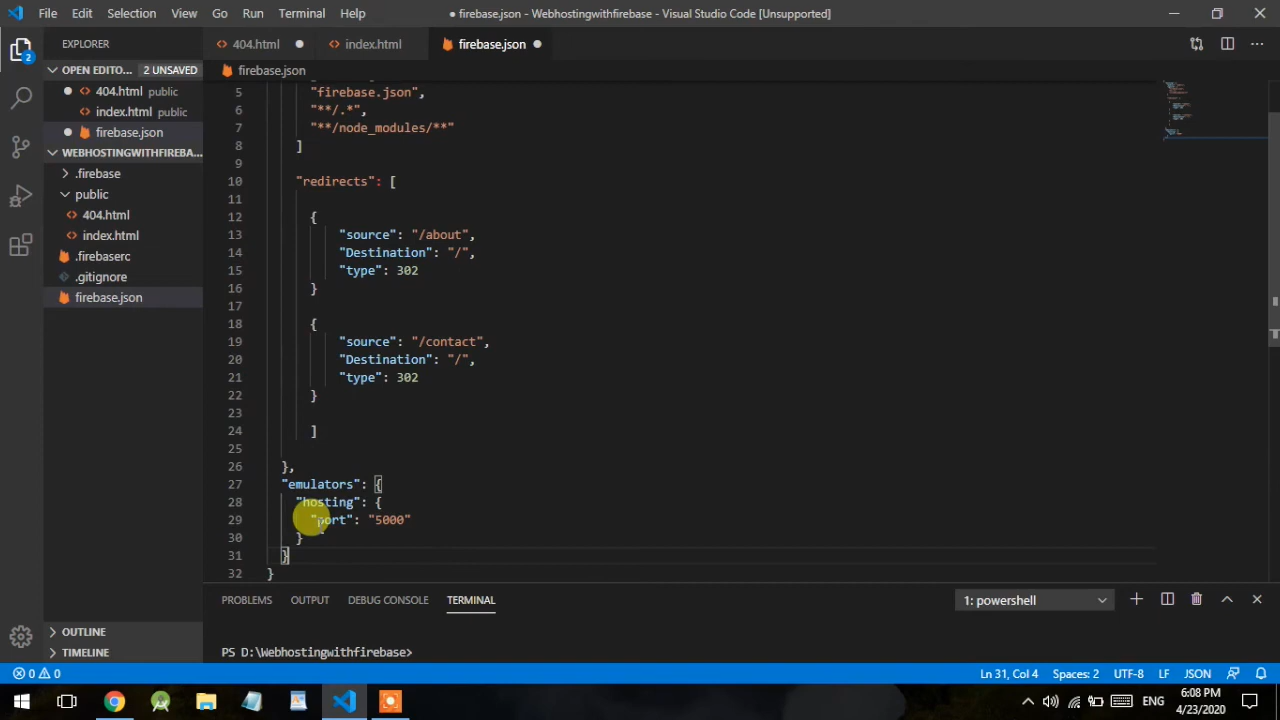 File Edit Selection View Go Run Terminal Help ● firebase.json - Webhostingwithfirebase - Visual Studio Code [Unsupported]
EXPLORER
404.html index.html firebase.json
OPEN EDITO... 2 UNSAVED
firebase.json
404.html public
index.html public
firebase.json
WEBHOSTINGWITHFIREBA...
.firebase
public
404.html
index.html
.firebaserc
.gitignore
firebase.json
OUTLINE
TIMELINE
2
5 "firebase.json",
6 "**/.*",
7 "**/node_modules/**"
8 ]
9
10 "redirects": [
11
12 {
13 "source": "/about",
14 "Destination": "/",
15 "type": 302
16 }
17
18 {
19 "source": "/contact",
20 "Destination": "/",
21 "type": 302
22 }
23
24 ]
25
26 },
27 "emulators": {
28 "hosting": {
29 "port": "5000"
30 }
31 }
32 }
PROBLEMS OUTPUT DEBUG CONSOLE TERMINAL 1: powershell
PS D:\Webhostingwithfirebase>
0 0 Ln 31, Col 4 Spaces: 2 UTF-8 LF JSON
ENG 6:08 PM
4/23/2020